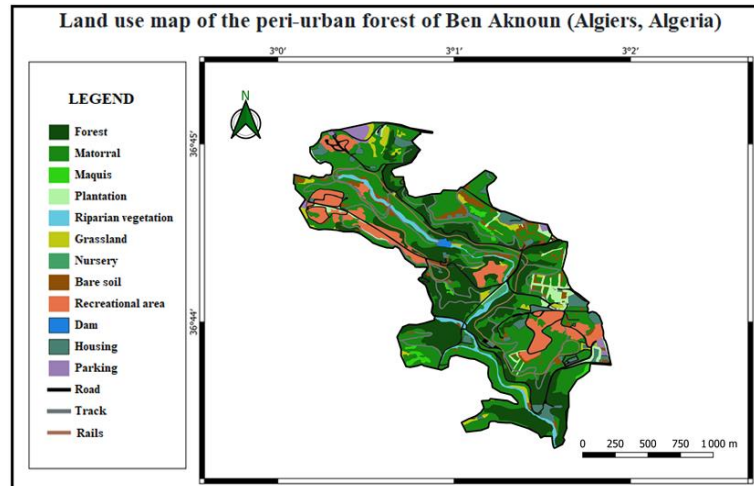 Land use map of the peri-urban forest of Ben Aknoun (Algiers, Algeria)
3°0' 3°1' 3°2'
LEGEND
Forest
Matorral
Maquis
Plantation
Riparian vegetation
Grassland
Nursery
Bare soil
Recreational area
Dam
Housing
Parking
Road
Track
Rails
N
36°45'
36°44'
0 250 500 750 1 000 m